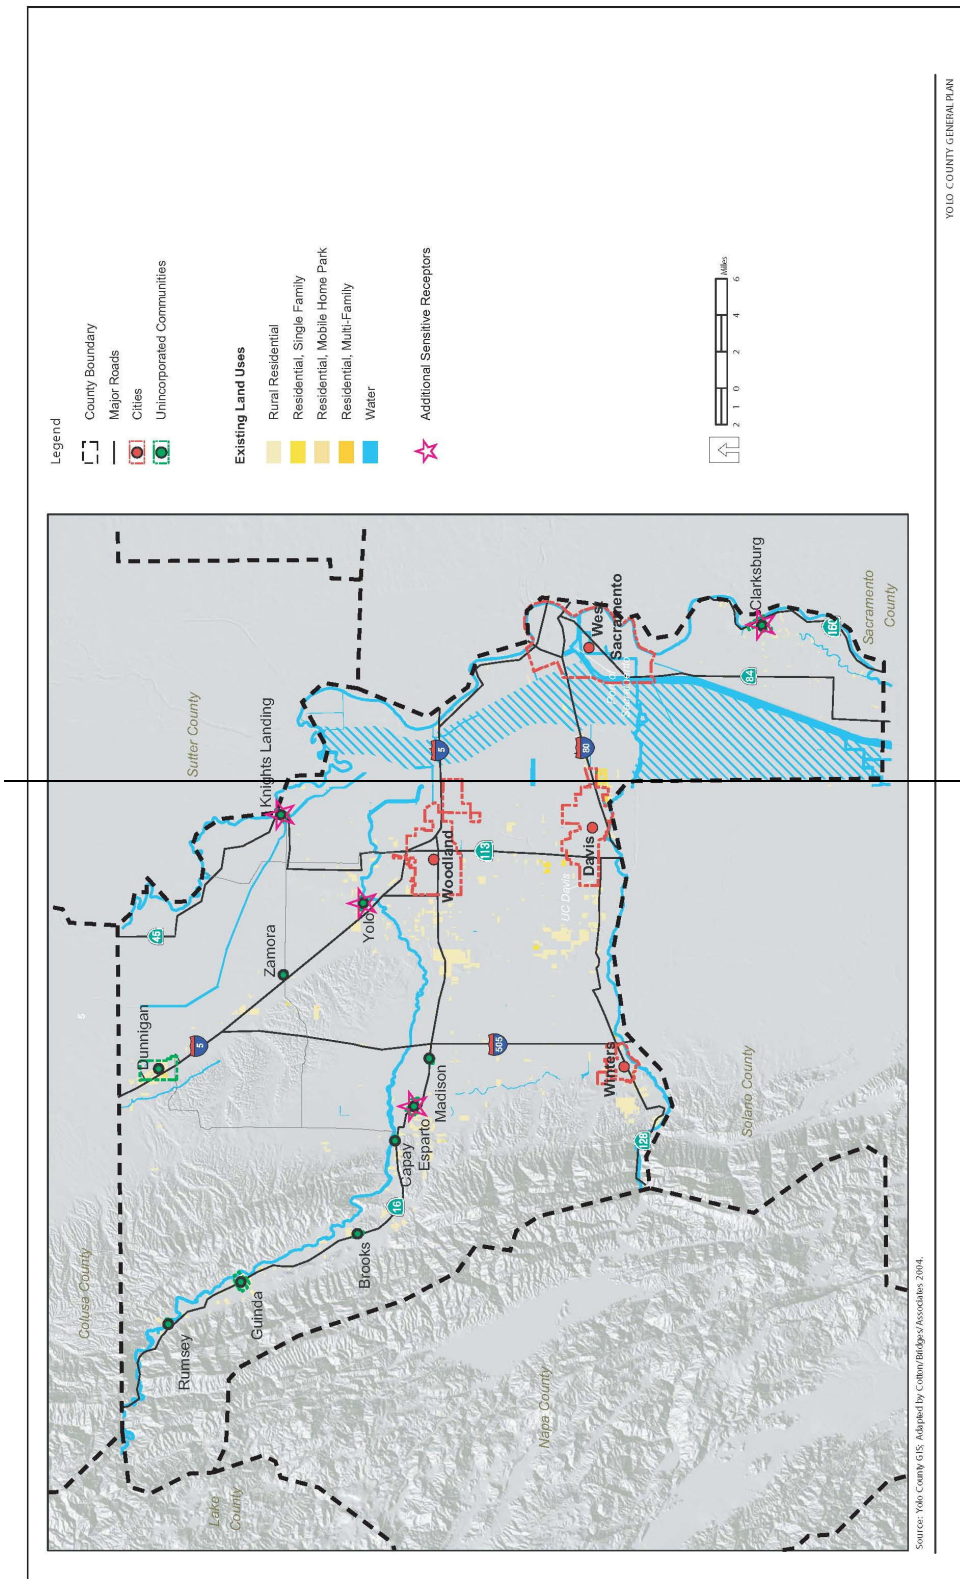 YOLO COUNTY GENERAL PLAN
Legend
County Boundary
Major Roads
Cities
Unincorporated Communities
Existing Land Uses
Rural Residential
Residential, Single Family
Residential, Mobile Home Park
Residential, Multi-Family
Water
Additional Sensitive Receptors
2 1 0 2 4 6
Miles
Colusa County
Sutter County
Lake
County
Napa County
Solano County
Sacramento
County
Rumsey
Guinda
Brooks
Capay
Esparto
Madison
Dunnigan
Zamora
Yolo
Knights Landing
Woodland
Davis
UC Davis
Winters
West
Sacramento
Clarksburg
5
5
5
45
16
505
113
80
128
84
160
Source: Yolo County GIS; Adapted by Cotton/Bridges/Associates 2004.